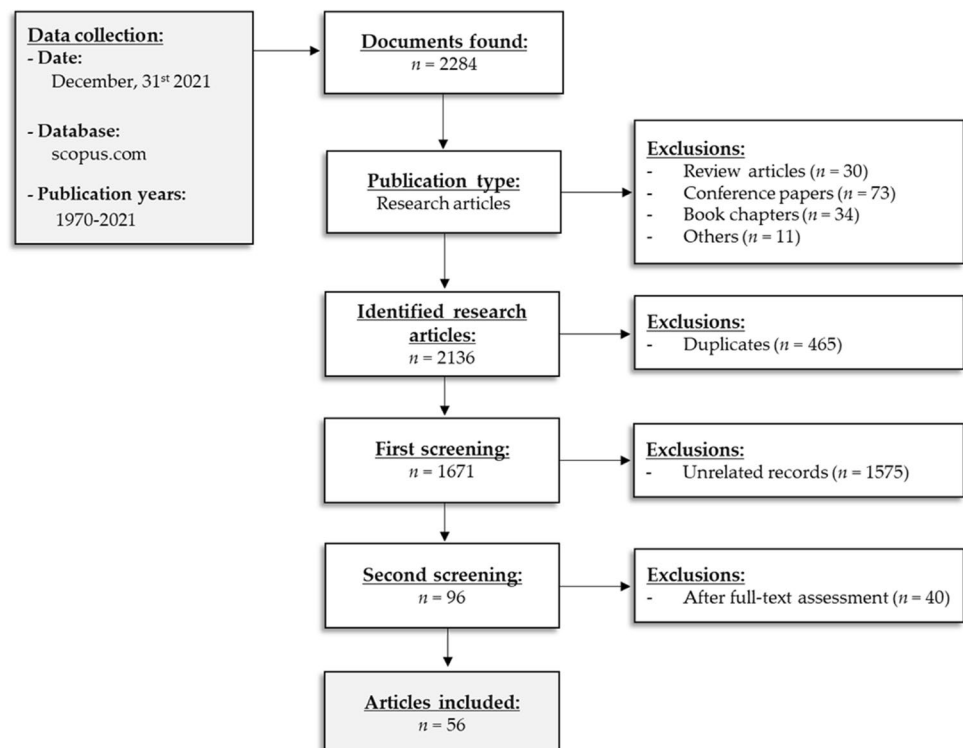 Data collection:
- Date:
December, 31st 2021
- Database:
scopus.com
- Publication years:
1970-2021
Documents found:
n = 2284
Publication type:
Research articles
Exclusions:
- Review articles (n = 30)
- Conference papers (n = 73)
- Book chapters (n = 34)
- Others (n = 11)
Identified research
articles:
n = 2136
Exclusions:
- Duplicates (n = 465)
First screening:
n = 1671
Exclusions:
- Unrelated records (n = 1575)
Second screening:
n = 96
Exclusions:
- After full-text assessment (n = 40)
Articles included:
n = 56